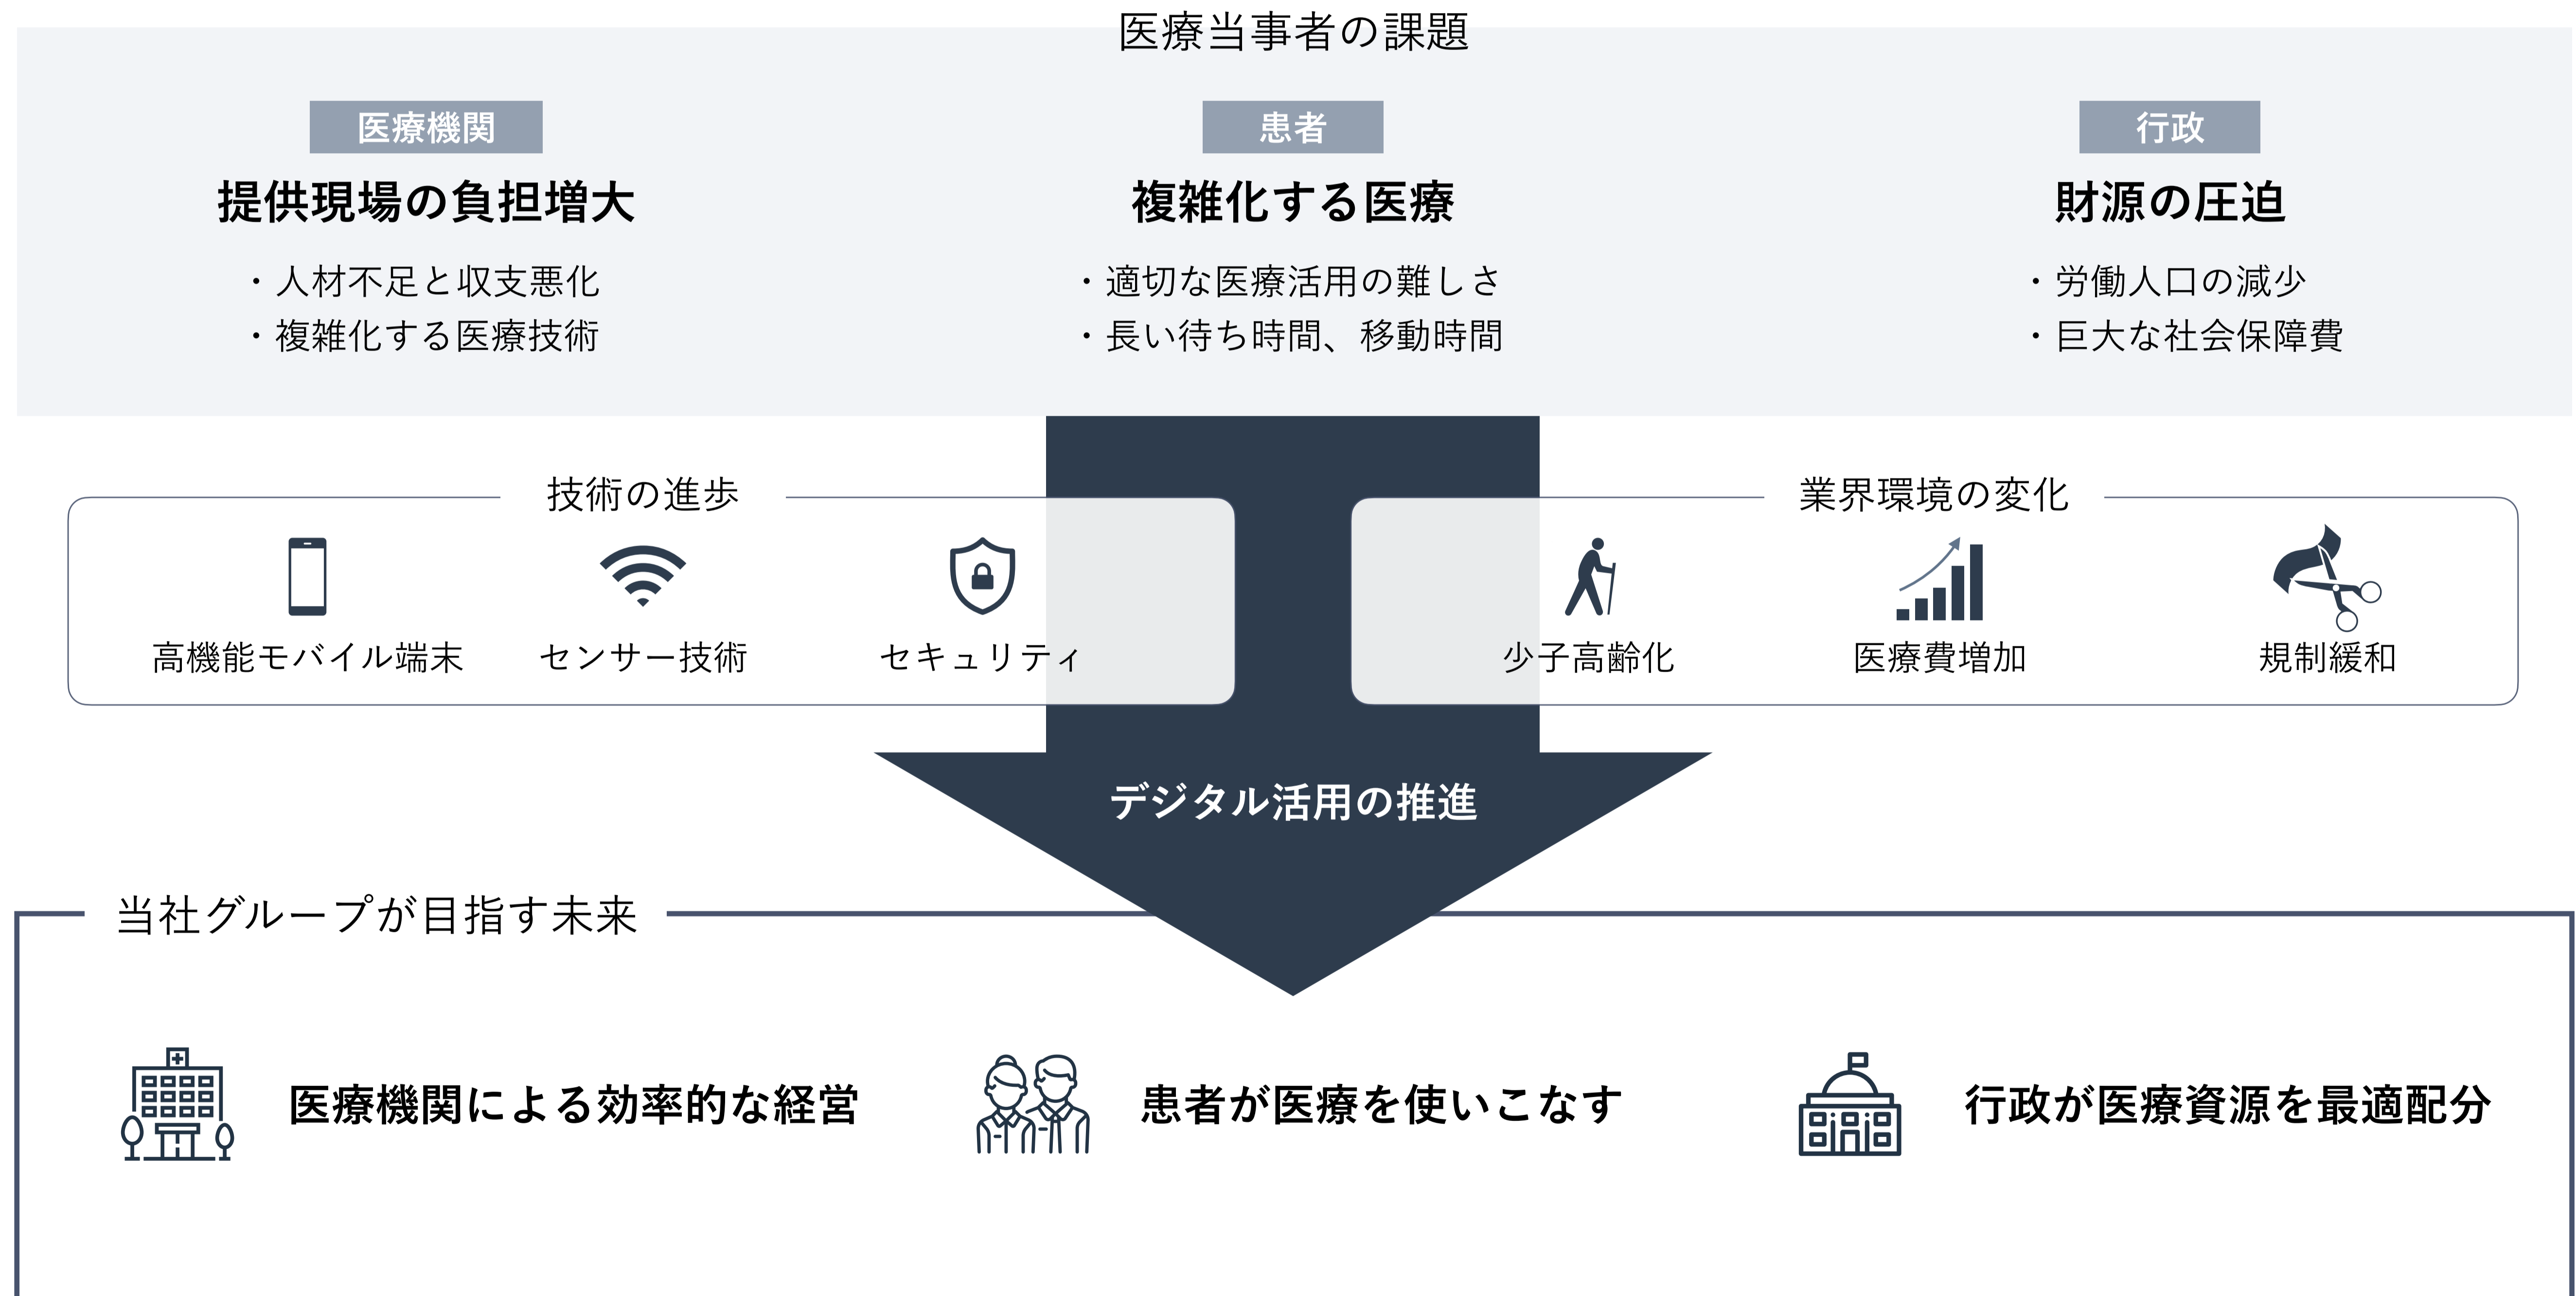 医療当事者の課題
医療機関
提供現場の負担増大
・人材不足と収支悪化
・複雑化する医療技術
患者
複雑化する医療
・適切な医療活用の難しさ
・長い待ち時間、移動時間
行政
財源の圧迫
・労働人口の減少
・巨大な社会保障費
技術の進歩
高機能モバイル端末
センサー技術
セキュリティ
業界環境の変化
少子高齢化
医療費増加
規制緩和
デジタル活用の推進
当社グループが目指す未来
医療機関による効率的な経営
患者が医療を使いこなす
行政が医療資源を最適配分